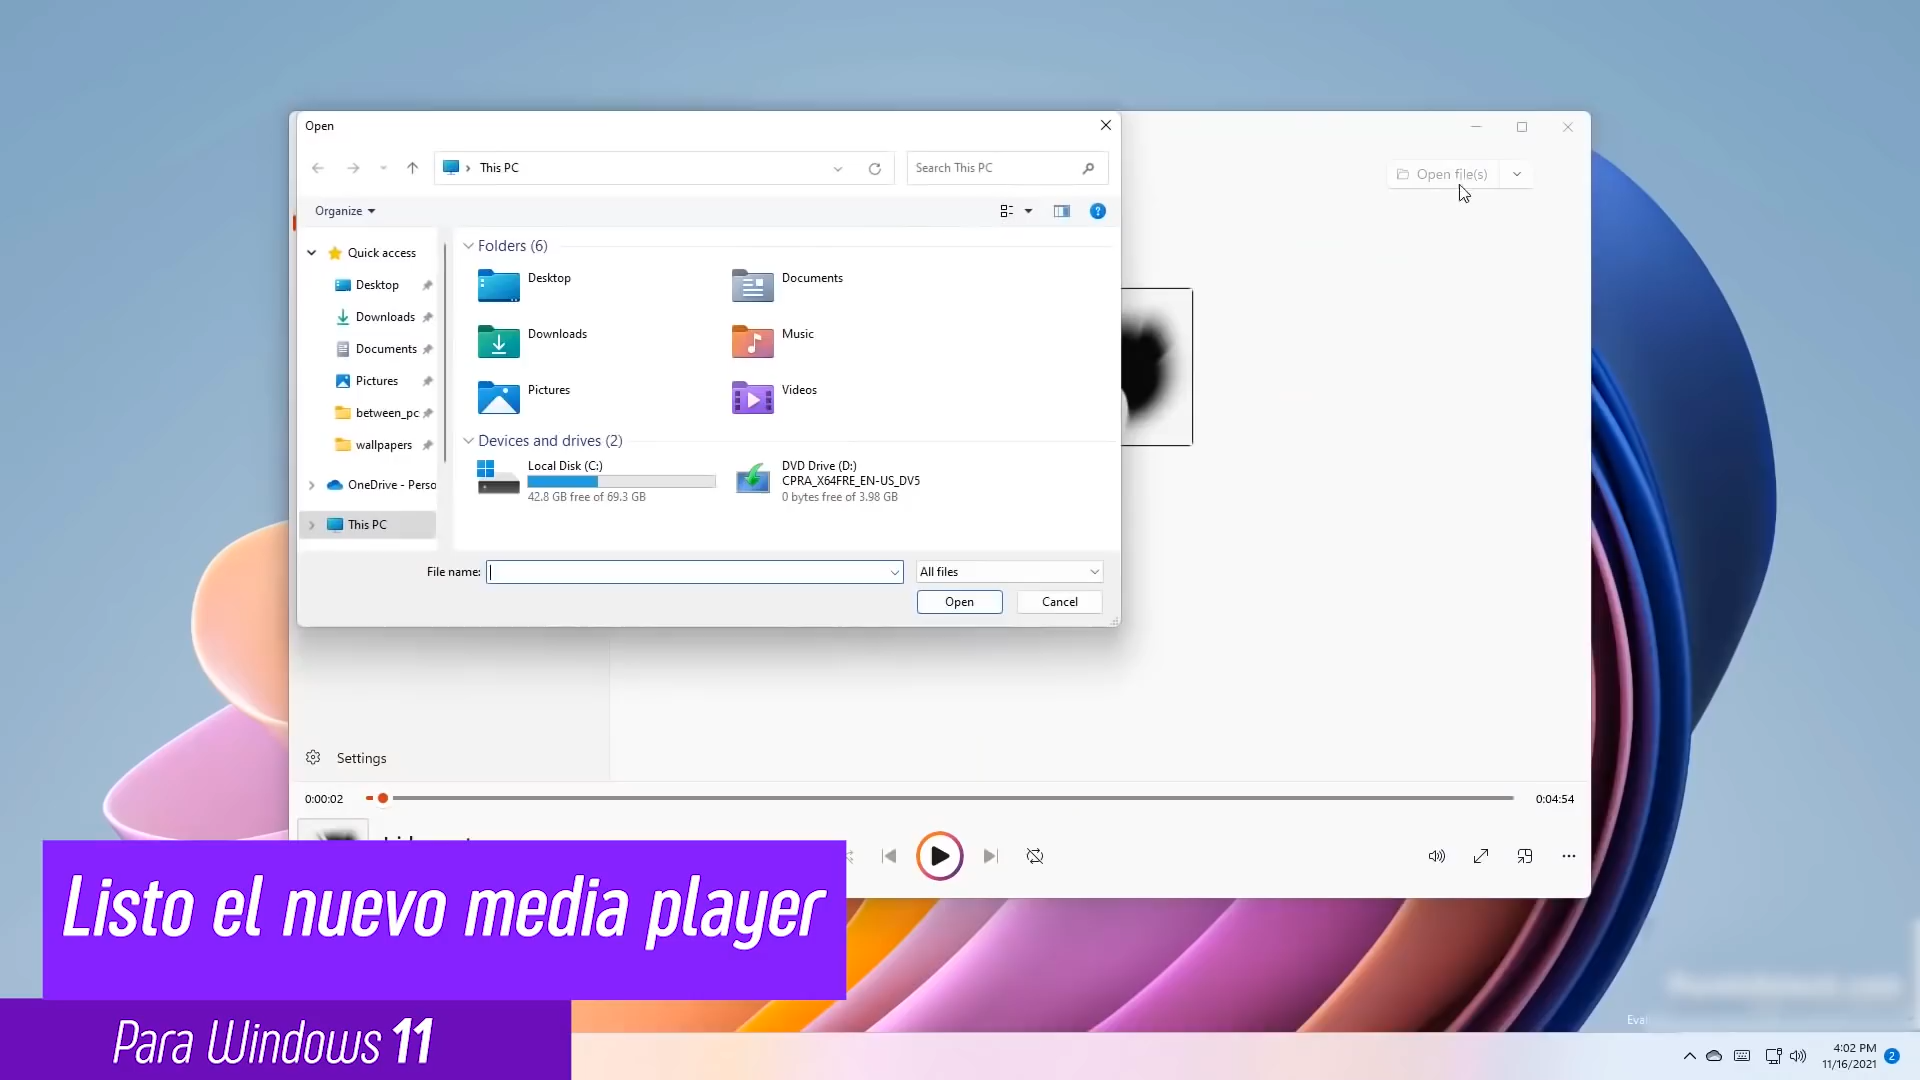 Open
This PC
Search This PC
Open file(s)
Organize
Quick access
Desktop
Downloads
Documents
Pictures
between_pc
wallpapers
OneDrive - Perso
This PC
Folders (6)
Desktop
Documents
Downloads
Music
Pictures
Videos
Devices and drives (2)
Local Disk (C:)
42.8 GB free of 69.3 GB
DVD Drive (D:)
CPRA_X64FRE_EN-US_DV5
0 bytes free of 3.98 GB
File name:
All files
Open
Cancel
Settings
0:00:02
0:04:54
Listo el nuevo media player
Para Windows 11
4:02 PM
11/16/2021
2